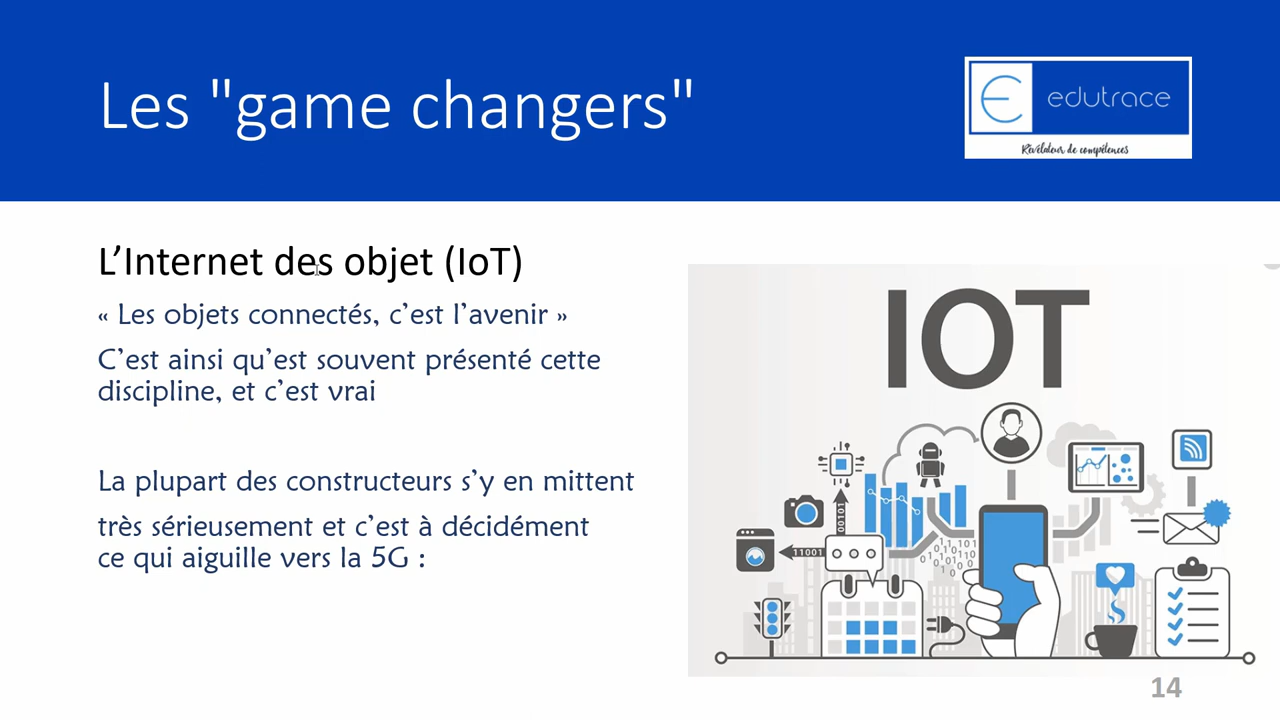 Les "game changers"
edutrace
Révélateur de compétences
L’Internet des objet (IoT)
« Les objets connectés, c’est l’avenir »
C’est ainsi qu’est souvent présenté cette
discipline, et c’est vrai
La plupart des constructeurs s’y en mittent
très sérieusement et c’est à décidément
ce qui aiguille vers la 5G :
IOT
11001
14